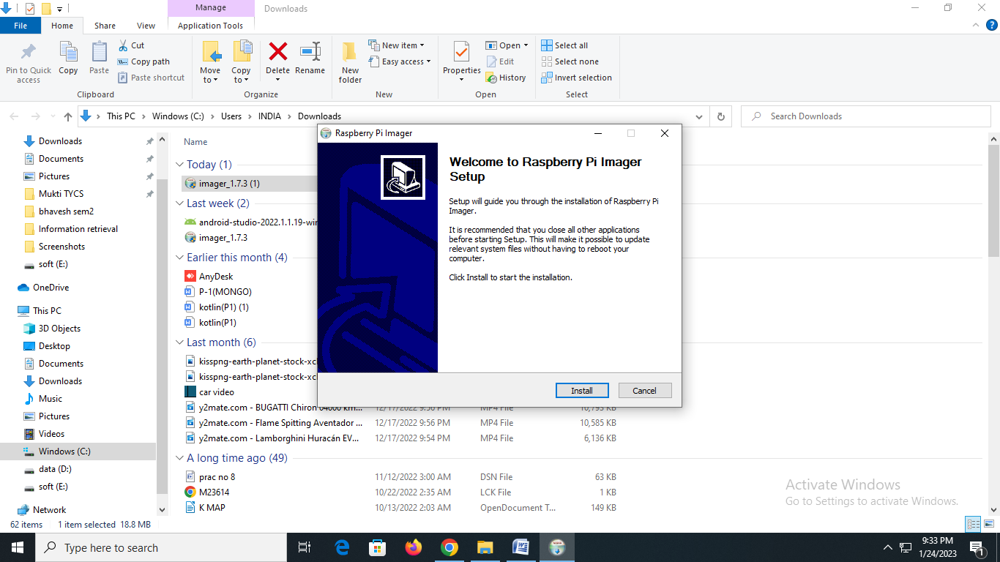 Manage
Downloads
File
Home
Share
View
Application Tools
Pin to Quick access
Copy
Paste
Cut
Copy path
Paste shortcut
Clipboard
Move to
Copy to
Delete
Rename
Organize
New folder
New item
Easy access
New
Properties
Open
Edit
History
Open
Select all
Select none
Invert selection
Select
This PC > Windows (C:) > Users > INDIA > Downloads
Search Downloads
Downloads
Documents
Pictures
Mukti TYCS
bhavesh sem2
Information retrieval
Screenshots
soft (E:)
OneDrive
This PC
3D Objects
Desktop
Documents
Downloads
Music
Pictures
Videos
Windows (C:)
data (D:)
soft (E:)
Network
Name
Today (1)
imager_1.7.3 (1)
Last week (2)
android-studio-2022.1.1.19-win
imager_1.7.3
Earlier this month (4)
AnyDesk
P-1(MONGO)
kotlin(P1) (1)
kotlin(P1)
Last month (6)
kisspng-earth-planet-stock-xch
kisspng-earth-planet-stock-xch
car video
y2mate.com - BUGATTI Chiron 04000 km... 12/17/2022 9:56 PM MP4 File 10,793 KB
y2mate.com - Flame Spitting Aventador ... 12/17/2022 9:56 PM MP4 File 10,585 KB
y2mate.com - Lamborghini Huracán EV... 12/17/2022 9:54 PM MP4 File 6,136 KB
A long time ago (49)
prac no 8 11/12/2022 3:00 AM DSN File 63 KB
M23614 10/22/2022 2:35 AM LCK File 1 KB
K MAP 10/13/2022 2:03 AM OpenDocument T... 149 KB
Raspberry Pi Imager
Welcome to Raspberry Pi Imager
Setup
Setup will guide you through the installation of Raspberry Pi
Imager.
It is recommended that you close all other applications
before starting Setup. This will make it possible to update
relevant system files without having to reboot your
computer.
Click Install to start the installation.
Install
Cancel
Activate Windows
Go to Settings to activate Windows.
62 items 1 item selected 18.8 MB
Type here to search
9:33 PM
1/24/2023
1